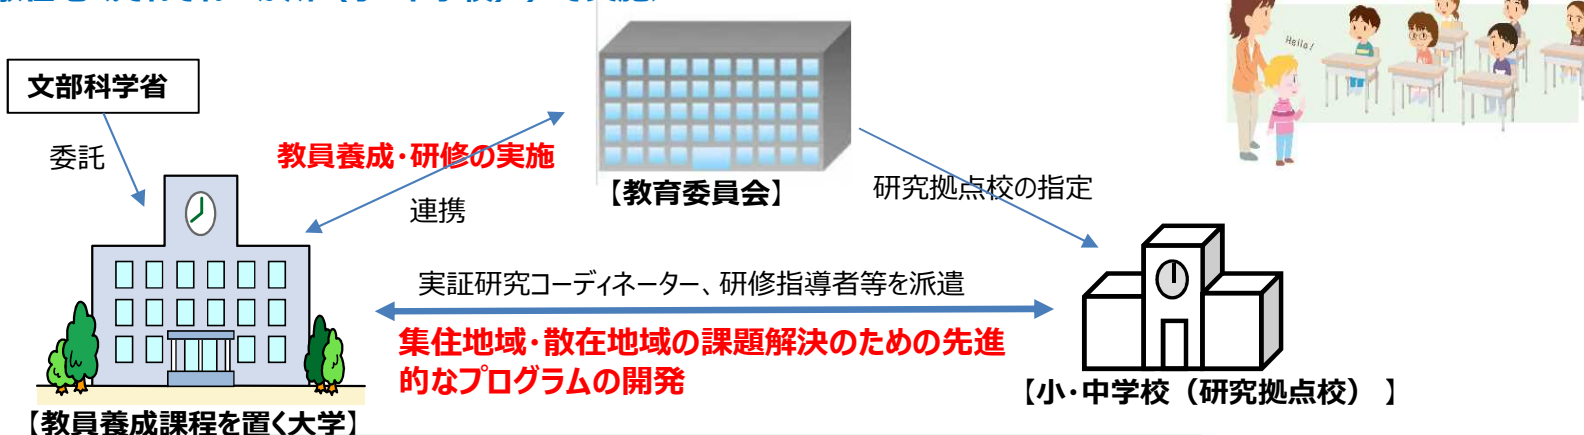 文部科学省
委託
教員養成・研修の実施
連携
【教育委員会】
研究拠点校の指定
Hello!
実証研究コーディネーター、研修指導者等を派遣
集住地域・散在地域の課題解決のための先進
的なプログラムの開発
【小・中学校（研究拠点校） 】
【教員養成課程を置く大学】